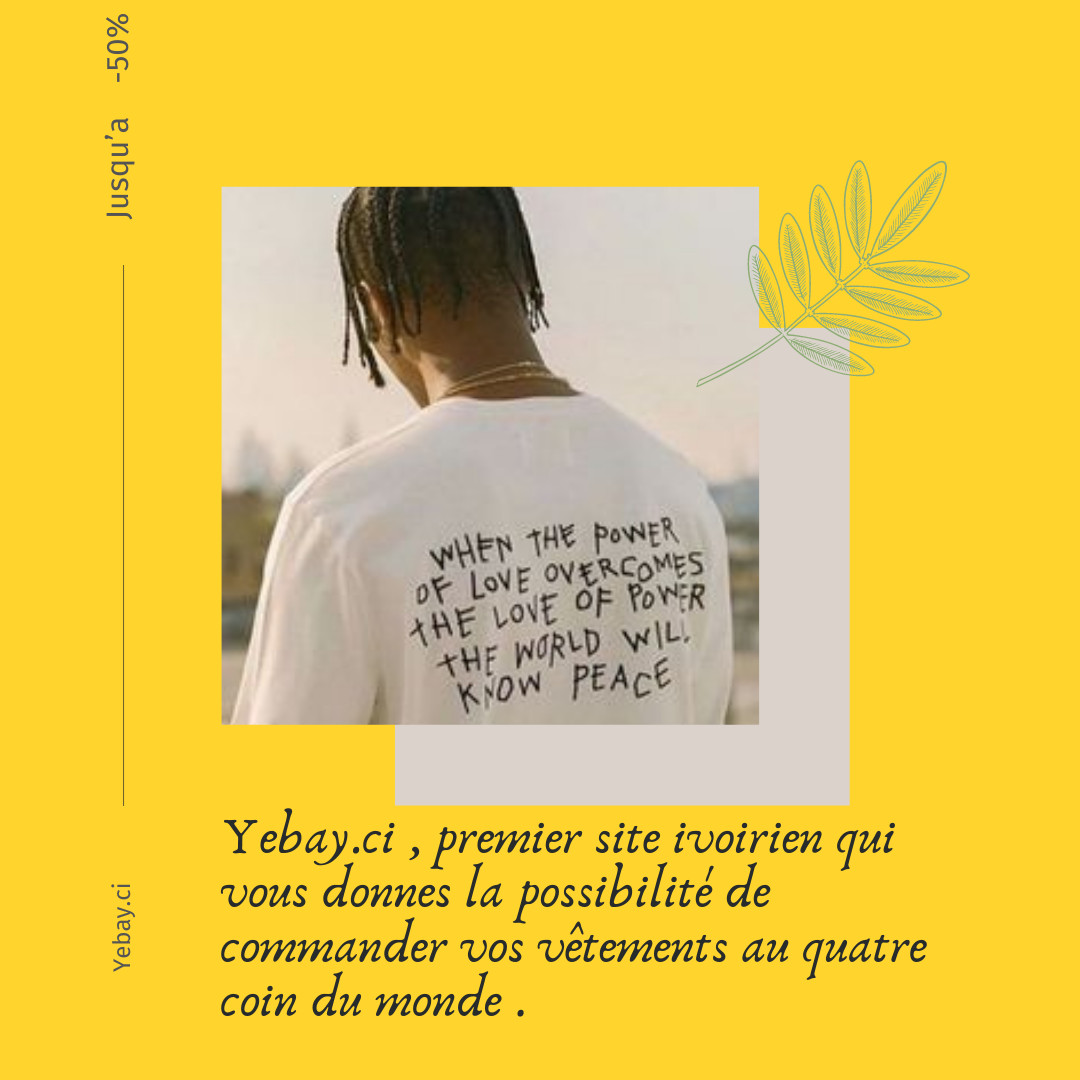 Jusqu'a -50%
WHEN THE POWER
OF LOVE OVERCOMES
THE LOVE OF POWER
THE WORLD WILL
KNOW PEACE
Yebay.ci , premier site ivoirien qui
vous donnes la possibilité de
commander vos vêtements au quatre
coin du monde .
Yebay.ci